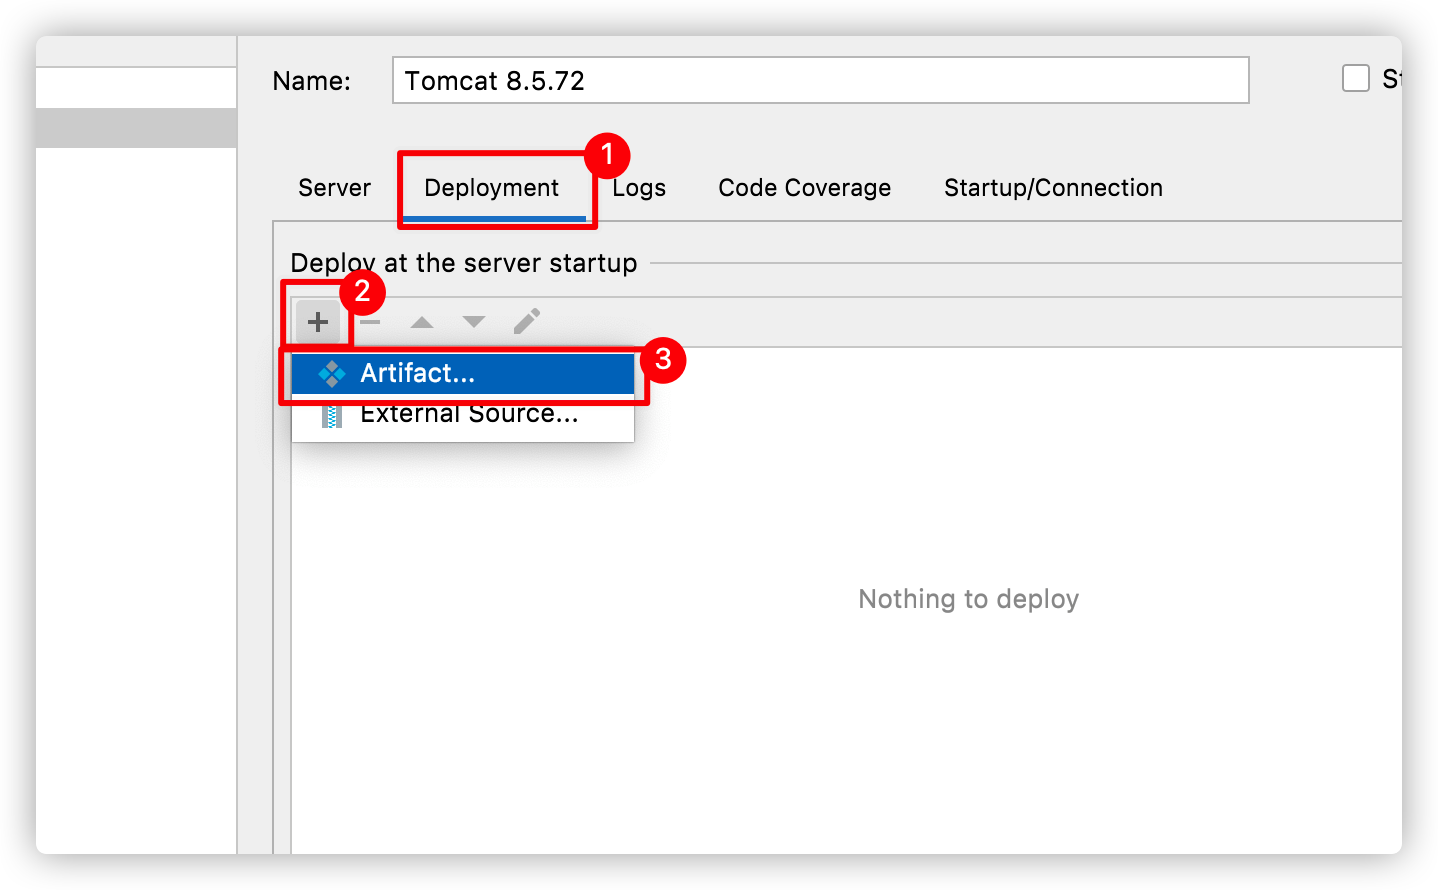 Name: Tomcat 8.5.72 St
1
Server Deployment Logs Code Coverage Startup/Connection
Deploy at the server startup
2
Artifact...
3
External Source...
Nothing to deploy